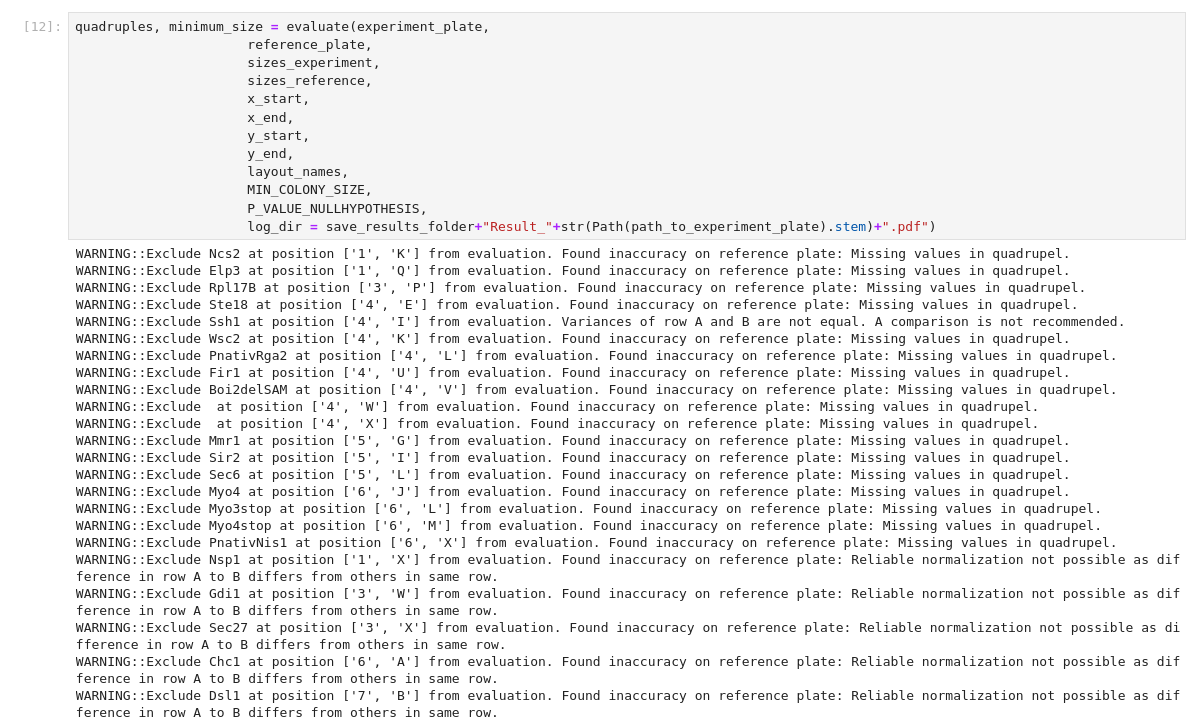 [12]: quadruples, minimum_size = evaluate(experiment_plate,
reference_plate,
sizes_experiment,
sizes_reference,
x_start,
x_end,
y_start,
y_end,
layout_names,
MIN_COLONY_SIZE,
P_VALUE_NULLHYPOTHESIS,
log_dir = save_results_folder+"Result_"+str(Path(path_to_experiment_plate).stem)+".pdf")
WARNING::Exclude Ncs2 at position ['1', 'K'] from evaluation. Found inaccuracy on reference plate: Missing values in quadrupel.
WARNING::Exclude Elp3 at position ['1', 'Q'] from evaluation. Found inaccuracy on reference plate: Missing values in quadrupel.
WARNING::Exclude Rpl17B at position ['3', 'P'] from evaluation. Found inaccuracy on reference plate: Missing values in quadrupel.
WARNING::Exclude Ste18 at position ['4', 'E'] from evaluation. Found inaccuracy on reference plate: Missing values in quadrupel.
WARNING::Exclude Ssh1 at position ['4', 'I'] from evaluation. Variances of row A and B are not equal. A comparison is not recommended.
WARNING::Exclude Wsc2 at position ['4', 'K'] from evaluation. Found inaccuracy on reference plate: Missing values in quadrupel.
WARNING::Exclude PnativRga2 at position ['4', 'L'] from evaluation. Found inaccuracy on reference plate: Missing values in quadrupel.
WARNING::Exclude Fir1 at position ['4', 'U'] from evaluation. Found inaccuracy on reference plate: Missing values in quadrupel.
WARNING::Exclude Boi2delSAM at position ['4', 'V'] from evaluation. Found inaccuracy on reference plate: Missing values in quadrupel.
WARNING::Exclude  at position ['4', 'W'] from evaluation. Found inaccuracy on reference plate: Missing values in quadrupel.
WARNING::Exclude  at position ['4', 'X'] from evaluation. Found inaccuracy on reference plate: Missing values in quadrupel.
WARNING::Exclude Mmr1 at position ['5', 'G'] from evaluation. Found inaccuracy on reference plate: Missing values in quadrupel.
WARNING::Exclude Sir2 at position ['5', 'I'] from evaluation. Found inaccuracy on reference plate: Missing values in quadrupel.
WARNING::Exclude Sec6 at position ['5', 'L'] from evaluation. Found inaccuracy on reference plate: Missing values in quadrupel.
WARNING::Exclude Myo4 at position ['6', 'J'] from evaluation. Found inaccuracy on reference plate: Missing values in quadrupel.
WARNING::Exclude Myo3stop at position ['6', 'L'] from evaluation. Found inaccuracy on reference plate: Missing values in quadrupel.
WARNING::Exclude Myo4stop at position ['6', 'M'] from evaluation. Found inaccuracy on reference plate: Missing values in quadrupel.
WARNING::Exclude PnativNis1 at position ['6', 'X'] from evaluation. Found inaccuracy on reference plate: Missing values in quadrupel.
WARNING::Exclude Nsp1 at position ['1', 'X'] from evaluation. Found inaccuracy on reference plate: Reliable normalization not possible as dif
ference in row A to B differs from others in same row.
WARNING::Exclude Gdi1 at position ['3', 'W'] from evaluation. Found inaccuracy on reference plate: Reliable normalization not possible as dif
ference in row A to B differs from others in same row.
WARNING::Exclude Sec27 at position ['3', 'X'] from evaluation. Found inaccuracy on reference plate: Reliable normalization not possible as di
fference in row A to B differs from others in same row.
WARNING::Exclude Chc1 at position ['6', 'A'] from evaluation. Found inaccuracy on reference plate: Reliable normalization not possible as dif
ference in row A to B differs from others in same row.
WARNING::Exclude Dsl1 at position ['7', 'B'] from evaluation. Found inaccuracy on reference plate: Reliable normalization not possible as dif
ference in row A to B differs from others in same row.